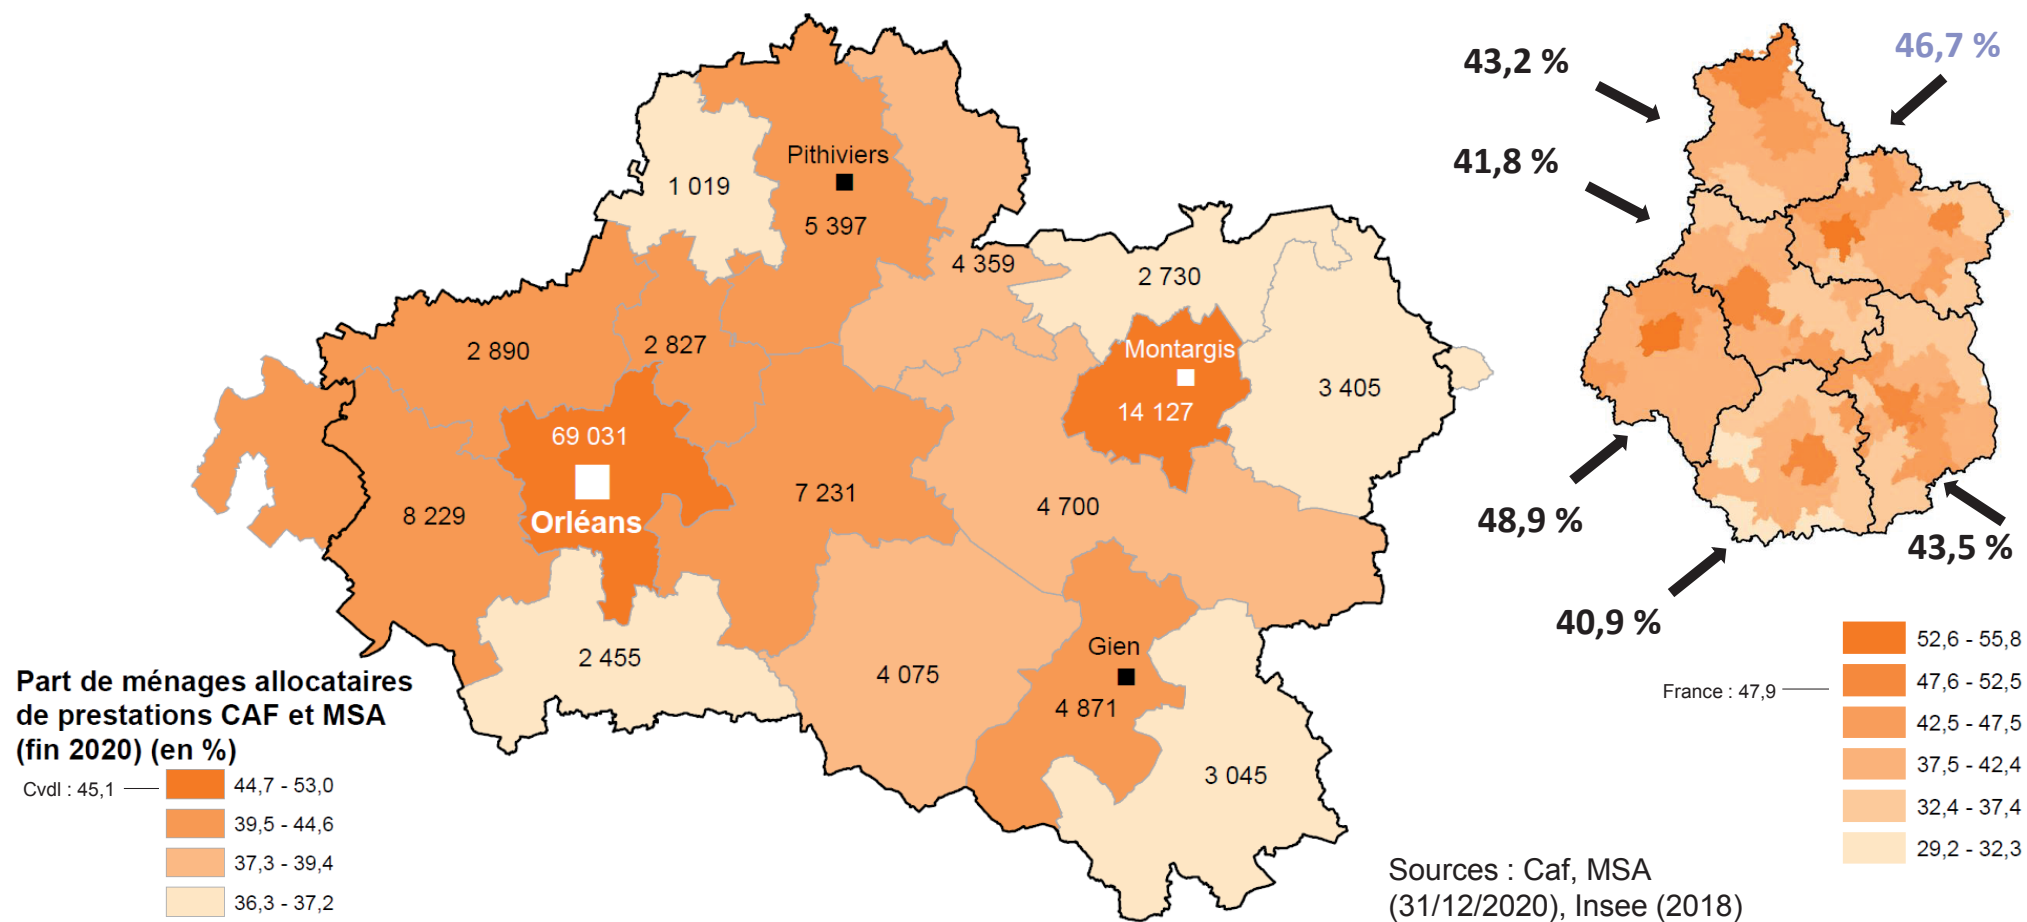 43,2 %
46,7 %
41,8 %
Pithiviers
1 019
5 397
4 359
2 730
2 890
2 827
Montargis
14 127
3 405
69 031
7 231
8 229
Orléans
4 700
48,9 %
43,5 %
40,9 %
2 455
4 075
Gien
4 871
3 045
Part de ménages allocataires
de prestations CAF et MSA
(fin 2020) (en %)
Cvdl : 45,1
44,7 - 53,0
39,5 - 44,6
37,3 - 39,4
36,3 - 37,2
52,6 - 55,8
France : 47,9
47,6 - 52,5
42,5 - 47,5
37,5 - 42,4
32,4 - 37,4
29,2 - 32,3
Sources : Caf, MSA
(31/12/2020), Insee (2018)